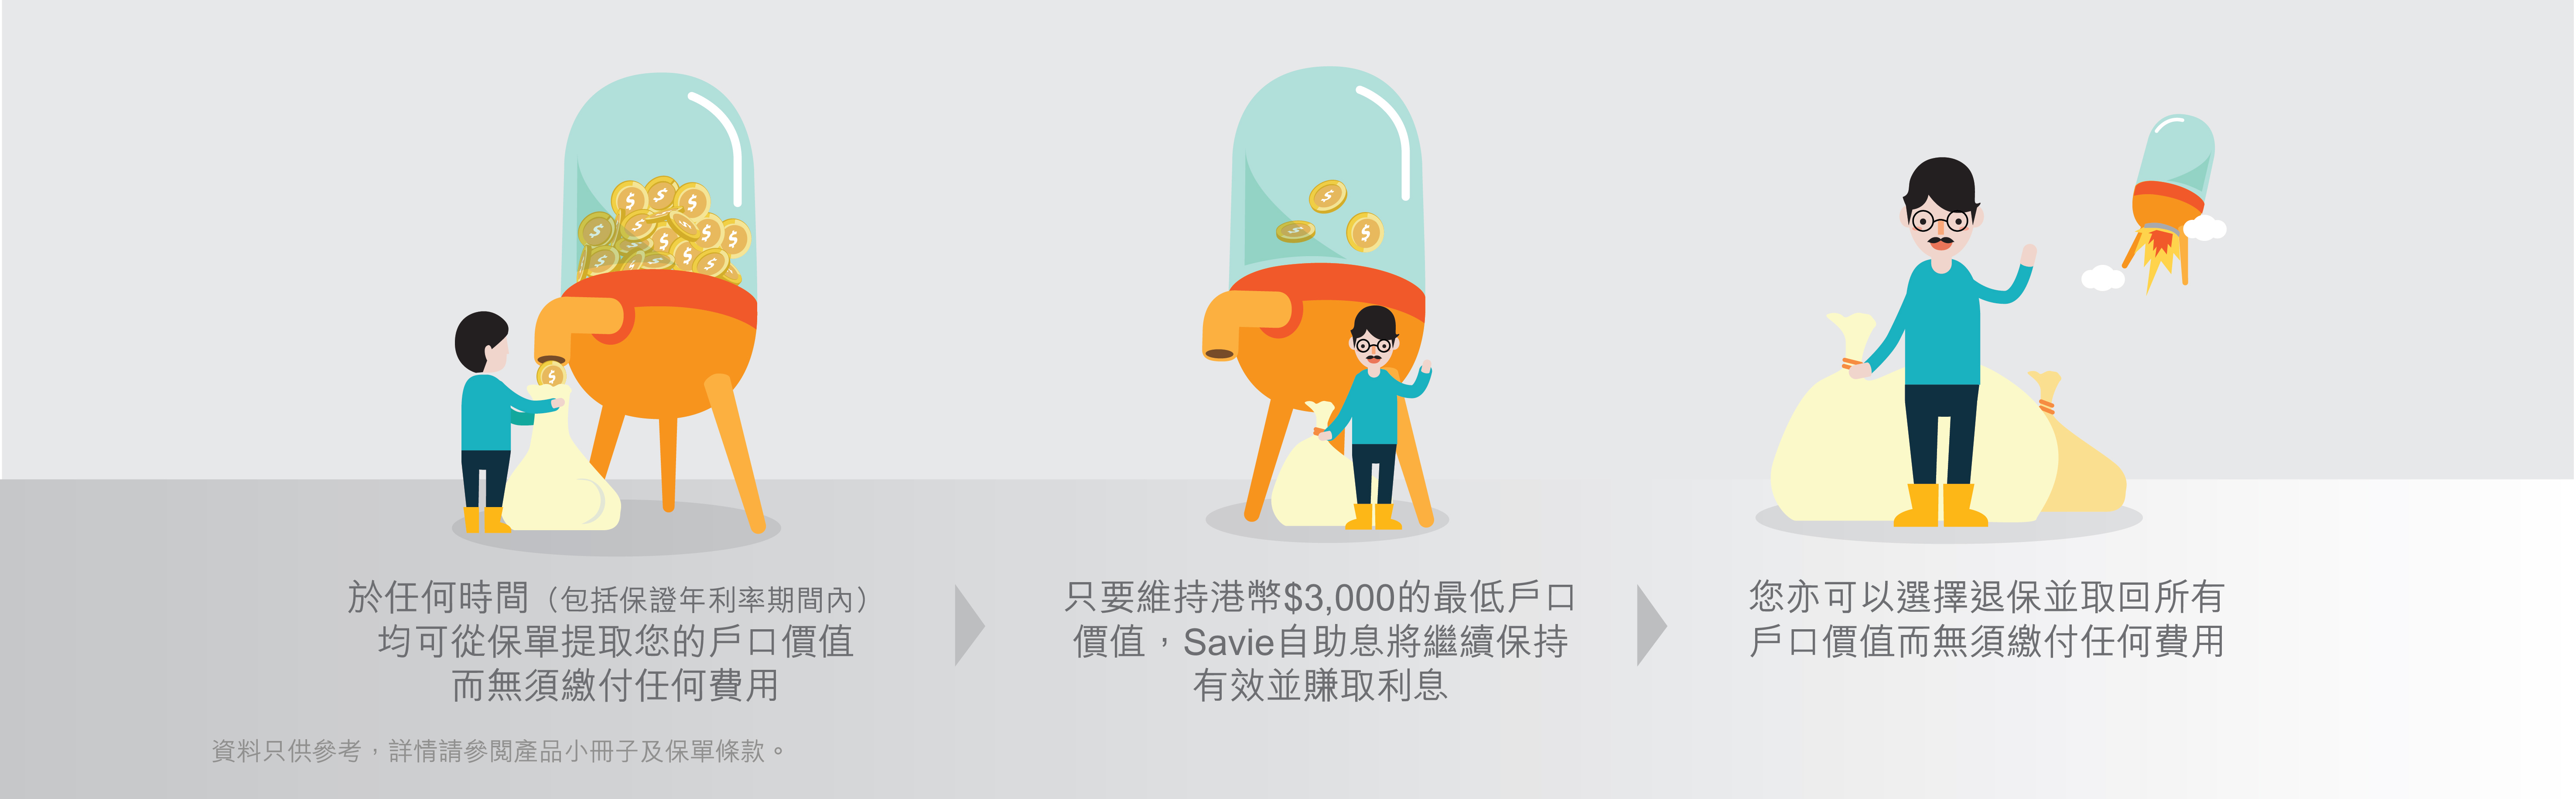 於任何時間（包括保證年利率期間內）
均可從保單提取您的戶口價值
而無須繳付任何費用
只要維持港幣$3,000的最低戶口
價值，Savie自助息將繼續保持
有效並賺取利息
您亦可以選擇退保並取回所有
戶口價值而無須繳付任何費用
資料只供參考，詳情請參閱產品小冊子及保單條款。